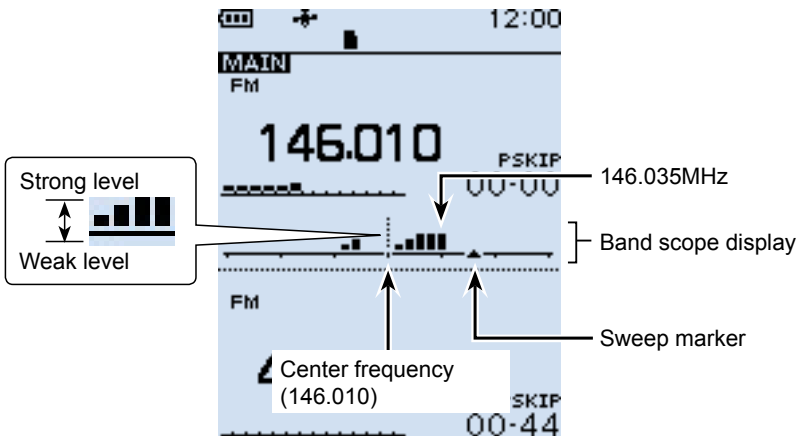 12:00
MAIN
FM
146.010
PSKIP
00-00
146.035MHz
Strong level
Weak level
Band scope display
FM
Sweep marker
Center frequency
(146.010)
SKIP
00-44